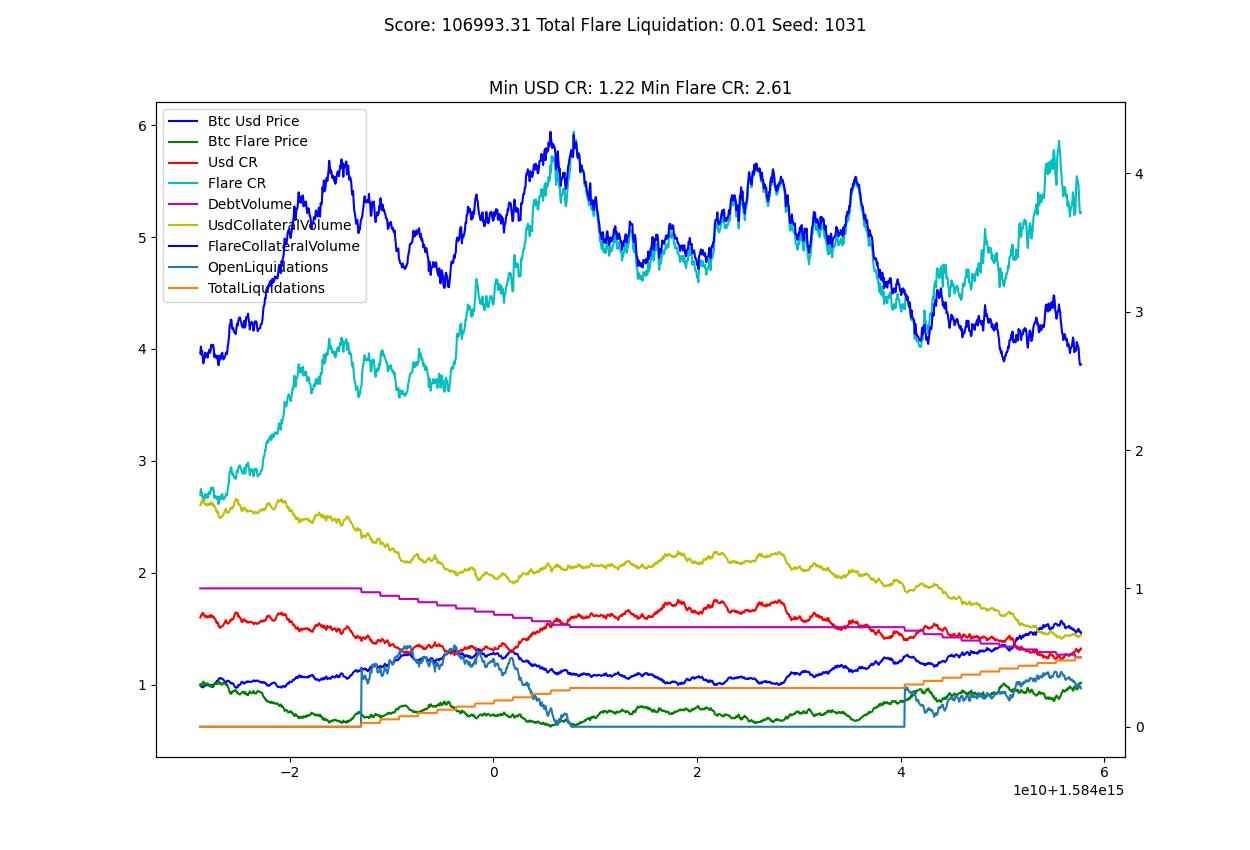 Score: 106993.31 Total Flare Liquidation: 0.01 Seed: 1031
Min USD CR: 1.22 Min Flare CR: 2.61
Btc Usd Price
Btc Flare Price
Usd CR
Flare CR
DebtVolume
UsdCollateralVolume
FlareCollateralVolume
OpenLiquidations
TotalLiquidations
6
5
4
3
2
1
4
3
2
1
0
−2
0
2
4
6
1e10+1.584e15